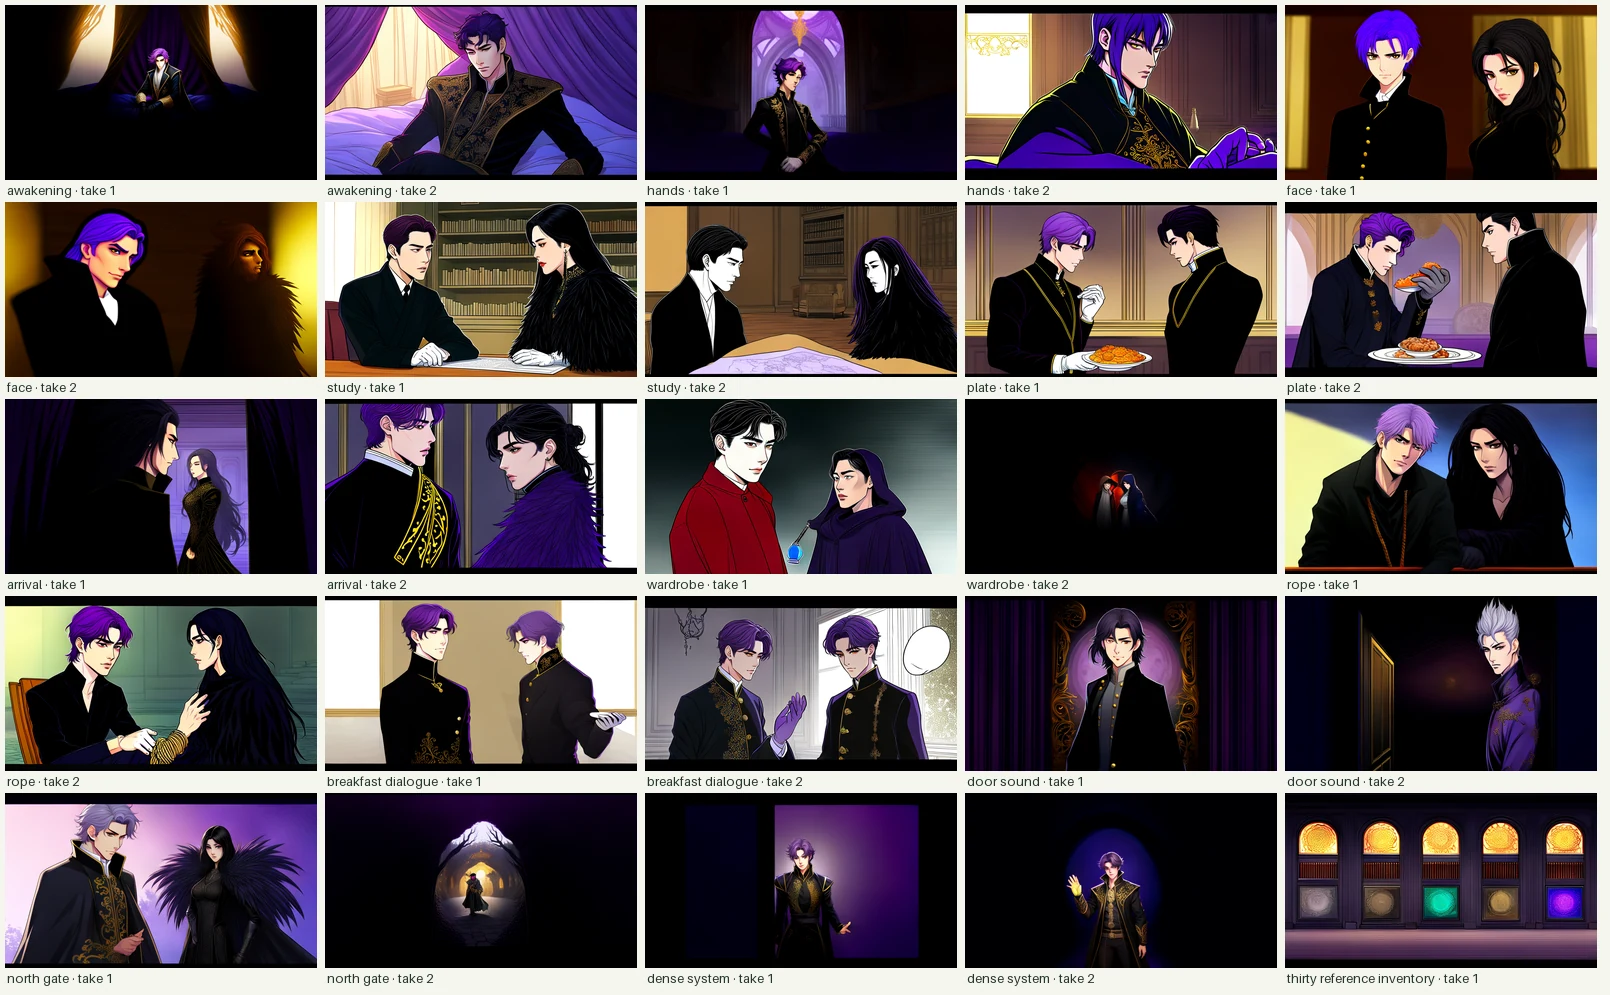 awakening · take 1
awakening · take 2
hands · take 1
hands · take 2
face · take 1
face · take 2
study · take 1
study · take 2
plate · take 1
plate · take 2
arrival · take 1
arrival · take 2
wardrobe · take 1
wardrobe · take 2
rope · take 1
rope · take 2
breakfast dialogue · take 1
breakfast dialogue · take 2
door sound · take 1
door sound · take 2
north gate · take 1
north gate · take 2
dense system · take 1
dense system · take 2
thirty reference inventory · take 1